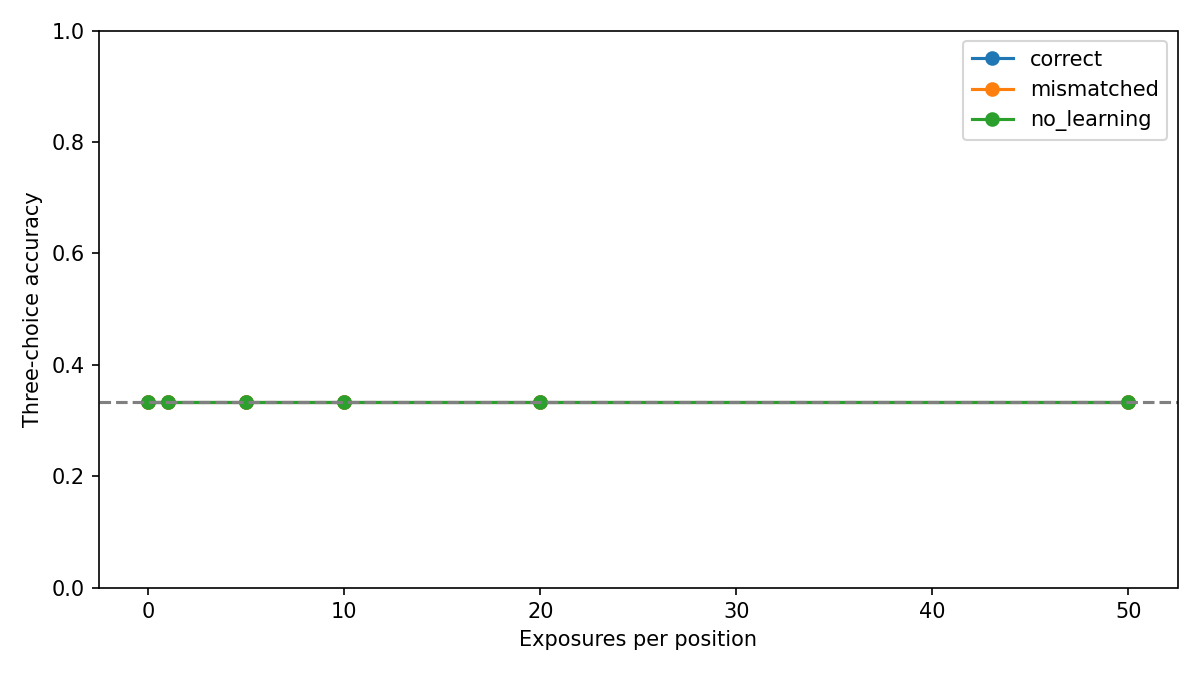 1.0
0.8
0.6
0.4
0.2
0.0
Three-choice accuracy
correct
mismatched
no_learning
0 10 20 30 40 50
Exposures per position